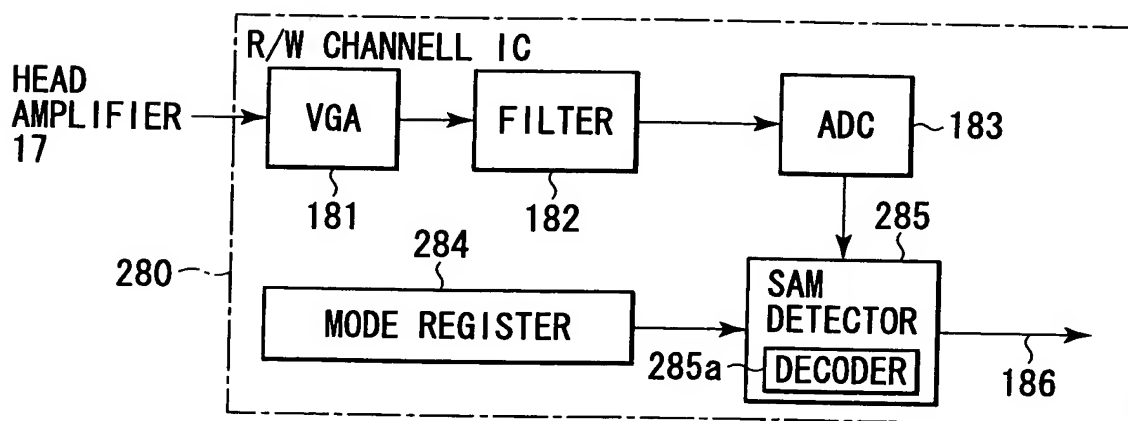 R/W CHANNELL IC
HEAD
AMPLIFIER
17
VGA
FILTER
ADC
183
181
182
285
284
280
SAM
DETECTOR
MODE REGISTER
285a
DECODER
186